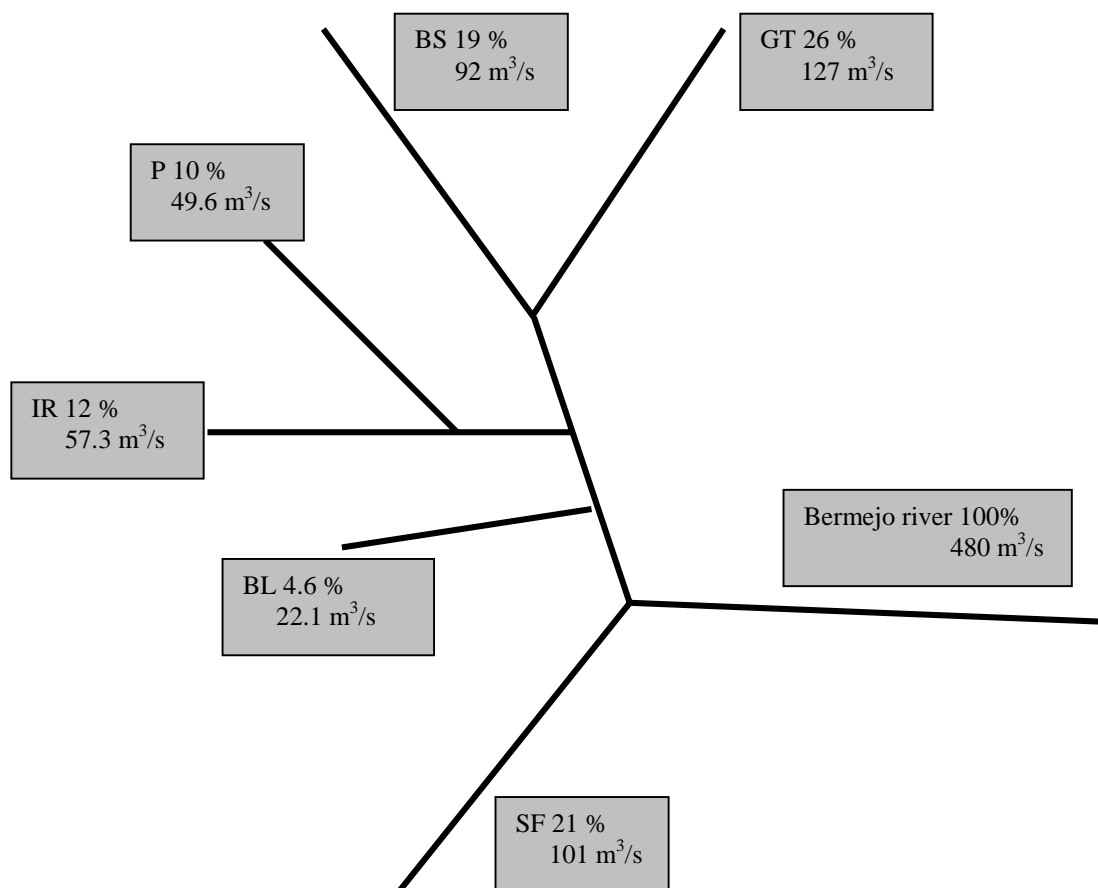 BS 19 %
92 m³/s
GT 26 %
127 m³/s
P 10 %
49.6 m³/s
IR 12 %
57.3 m³/s
Bermejo river 100%
480 m³/s
BL 4.6 %
22.1 m³/s
SF 21 %
101 m³/s